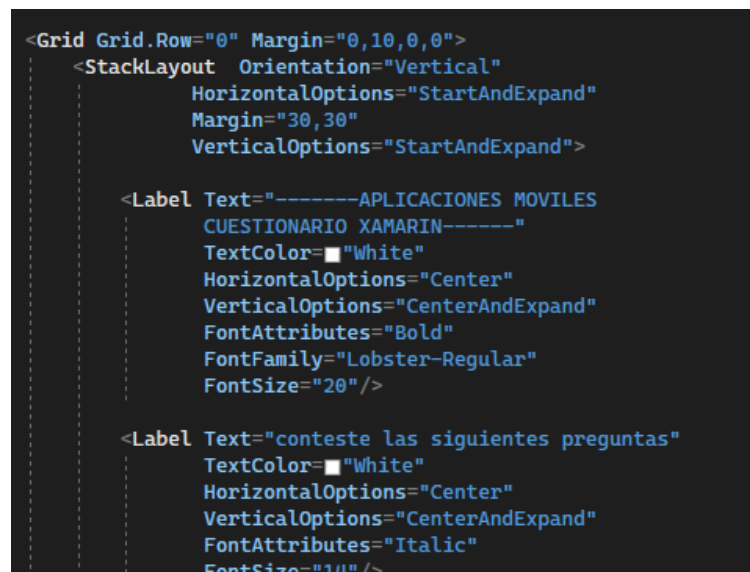 <Grid Grid.Row="0" Margin="0,10,0,0">
<StackLayout Orientation="Vertical"
HorizontalOptions="StartAndExpand"
Margin="30,30"
VerticalOptions="StartAndExpand">
<Label Text="-------APLICACIONES MOVILES
CUESTIONARIO XAMARIN------"
TextColor="White"
HorizontalOptions="Center"
VerticalOptions="CenterAndExpand"
FontAttributes="Bold"
FontFamily="Lobster-Regular"
FontSize="20"/>
<Label Text="conteste las siguientes preguntas"
TextColor="White"
HorizontalOptions="Center"
VerticalOptions="CenterAndExpand"
FontAttributes="Italic"
FontSize="14"/>